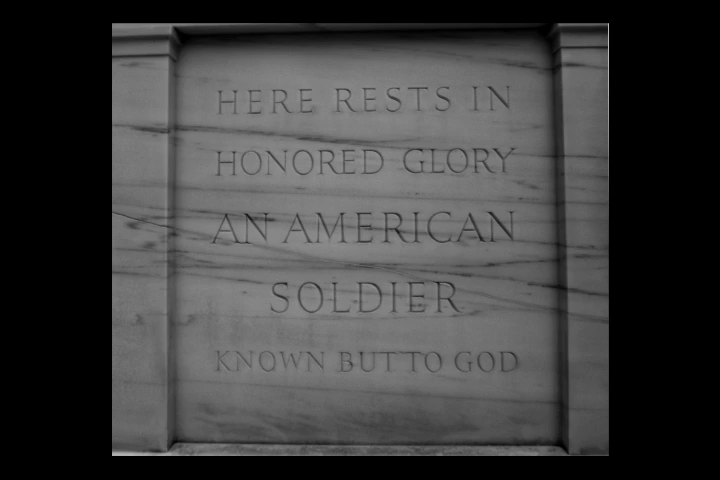 HERE RESTS IN
HONORED GLORY
AN AMERICAN
SOLDIER
KNOWN BUT TO GOD